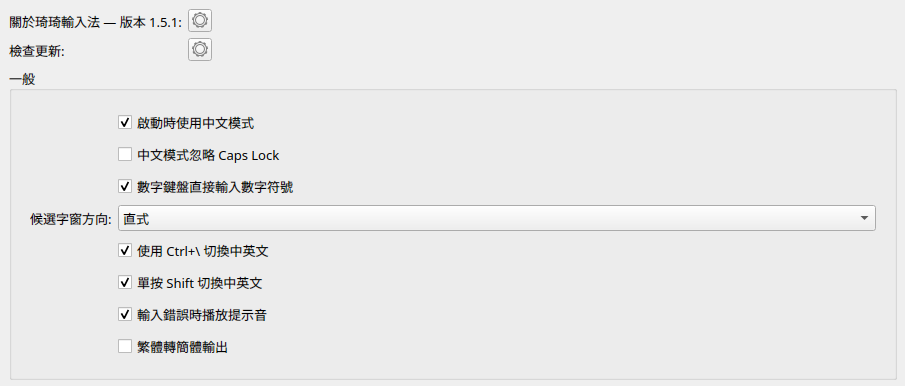 關於琦琦輸入法 — 版本 1.5.1:
檢查更新:
一般
啟動時使用中文模式
中文模式忽略 Caps Lock
數字鍵盤直接輸入數字符號
候選字窗方向: 直式
使用 Ctrl+\ 切換中英文
單按 Shift 切換中英文
輸入錯誤時播放提示音
繁體轉簡體輸出